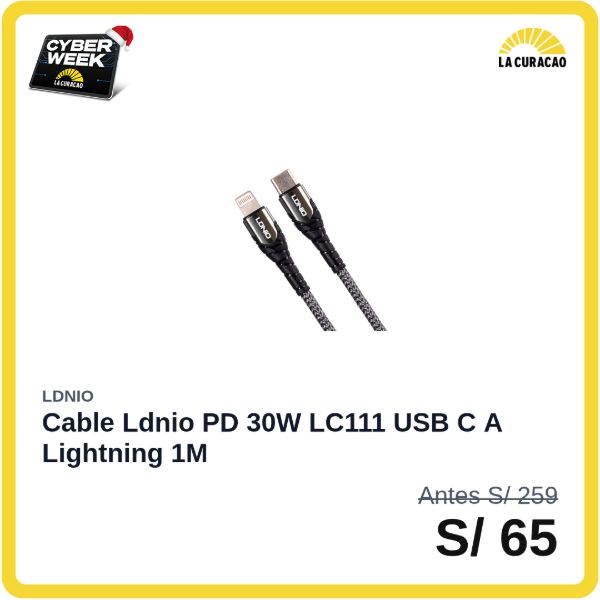 CYBER
WEEK
LA CURACAO
LA CURACAO
LDNIO
LDNIO
LDNIO
Cable Ldnio PD 30W LC111 USB C A
Lightning 1M
Antes S/ 259
S/ 65